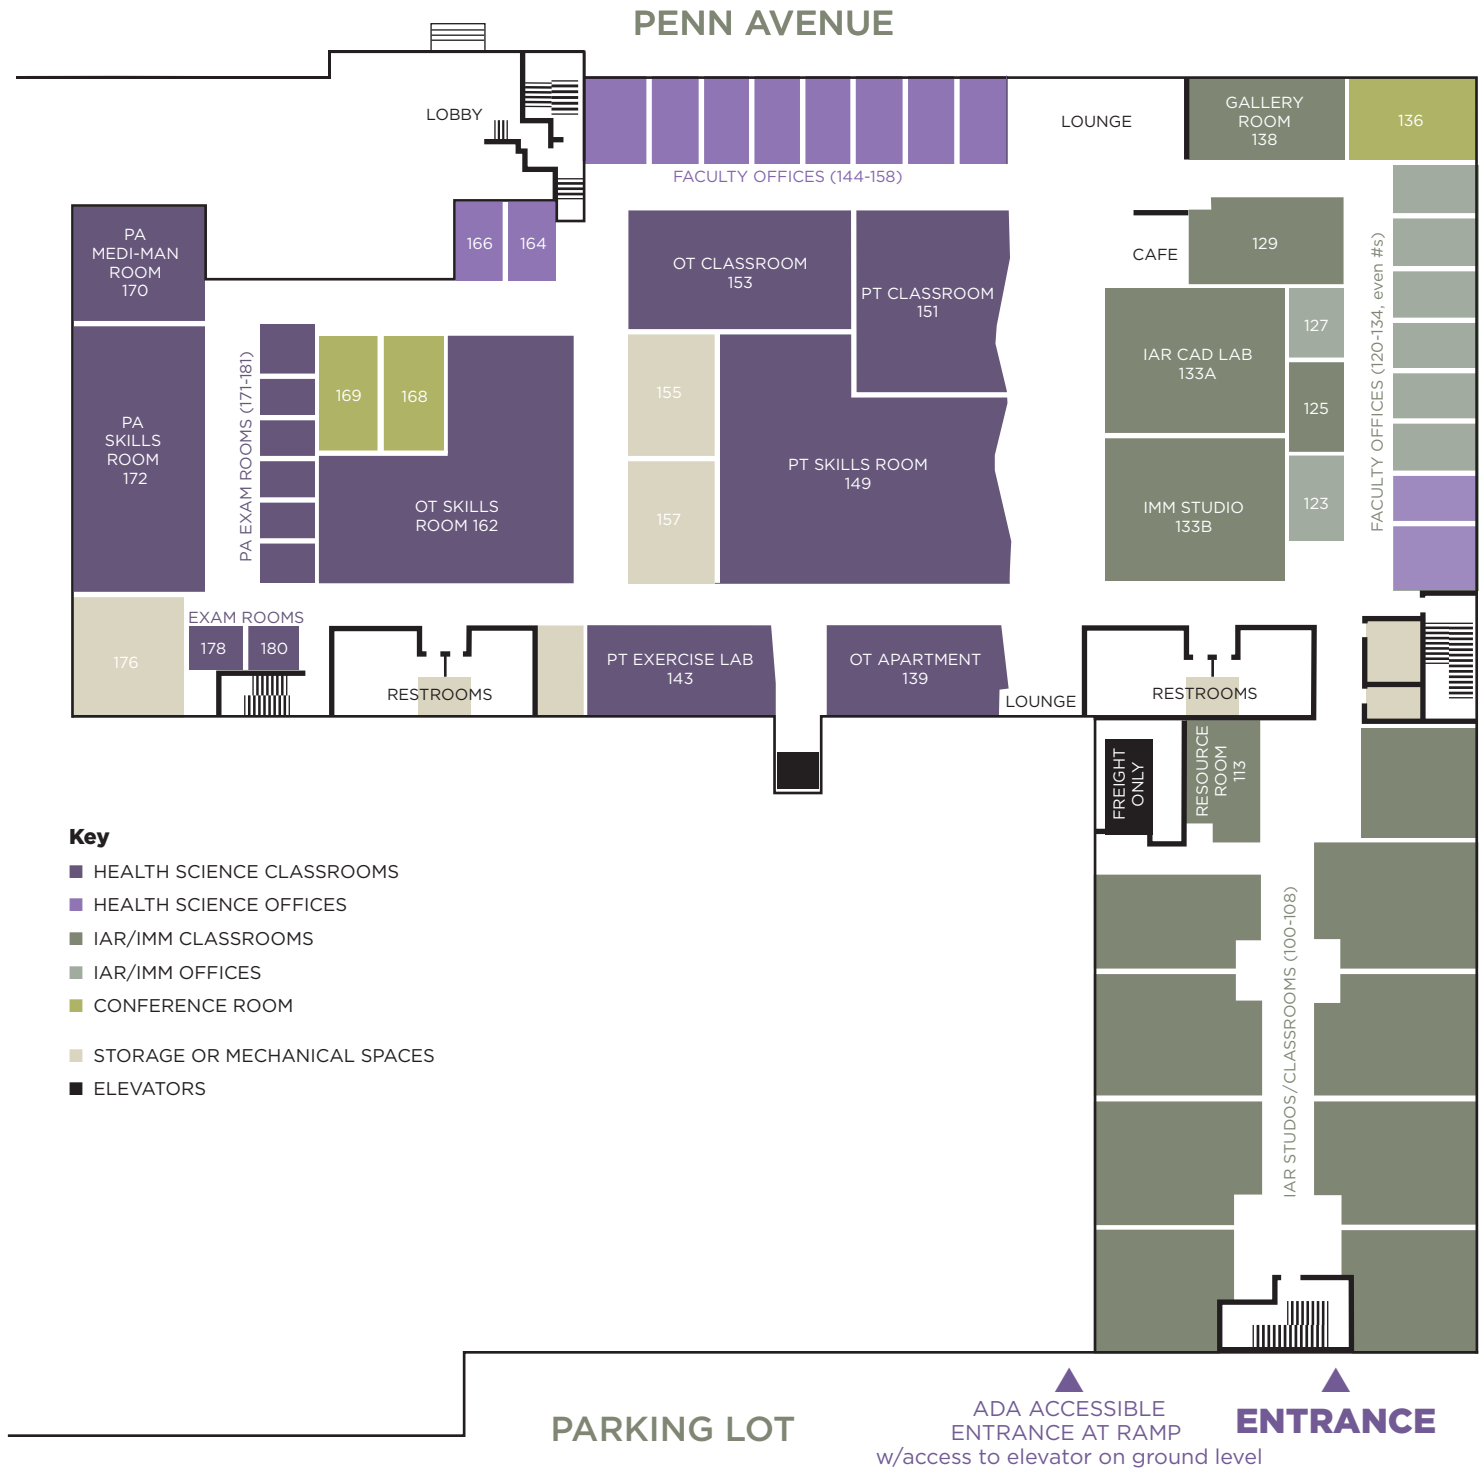 PENN AVENUE
LOBBY
LOUNGE
GALLERY
ROOM
138
136
FACULTY OFFICES (144-158)
PA
MEDI-MAN
ROOM
170
166
164
OT CLASSROOM
153
PT CLASSROOM
151
CAFE
129
FACULTY OFFICES (120-134, even #s)
127
IAR CAD LAB
133A
125
PA EXAM ROOMS (171-181)
169
168
155
PA
SKILLS
ROOM
172
PT SKILLS ROOM
149
OT SKILLS
ROOM 162
157
IMM STUDIO
133B
123
EXAM ROOMS
176
178
180
RESTROOMS
PT EXERCISE LAB
143
OT APARTMENT
139
LOUNGE
RESTROOMS
FREIGHT
ONLY
RESOURCE
ROOM
113
Key
HEALTH SCIENCE CLASSROOMS
HEALTH SCIENCE OFFICES
IAR/IMM CLASSROOMS
IAR/IMM OFFICES
CONFERENCE ROOM
STORAGE OR MECHANICAL SPACES
ELEVATORS
IAR STUDOS/CLASSROOMS (100-108)
PARKING LOT
ADA ACCESSIBLE
ENTRANCE AT RAMP
w/access to elevator on ground level
ENTRANCE